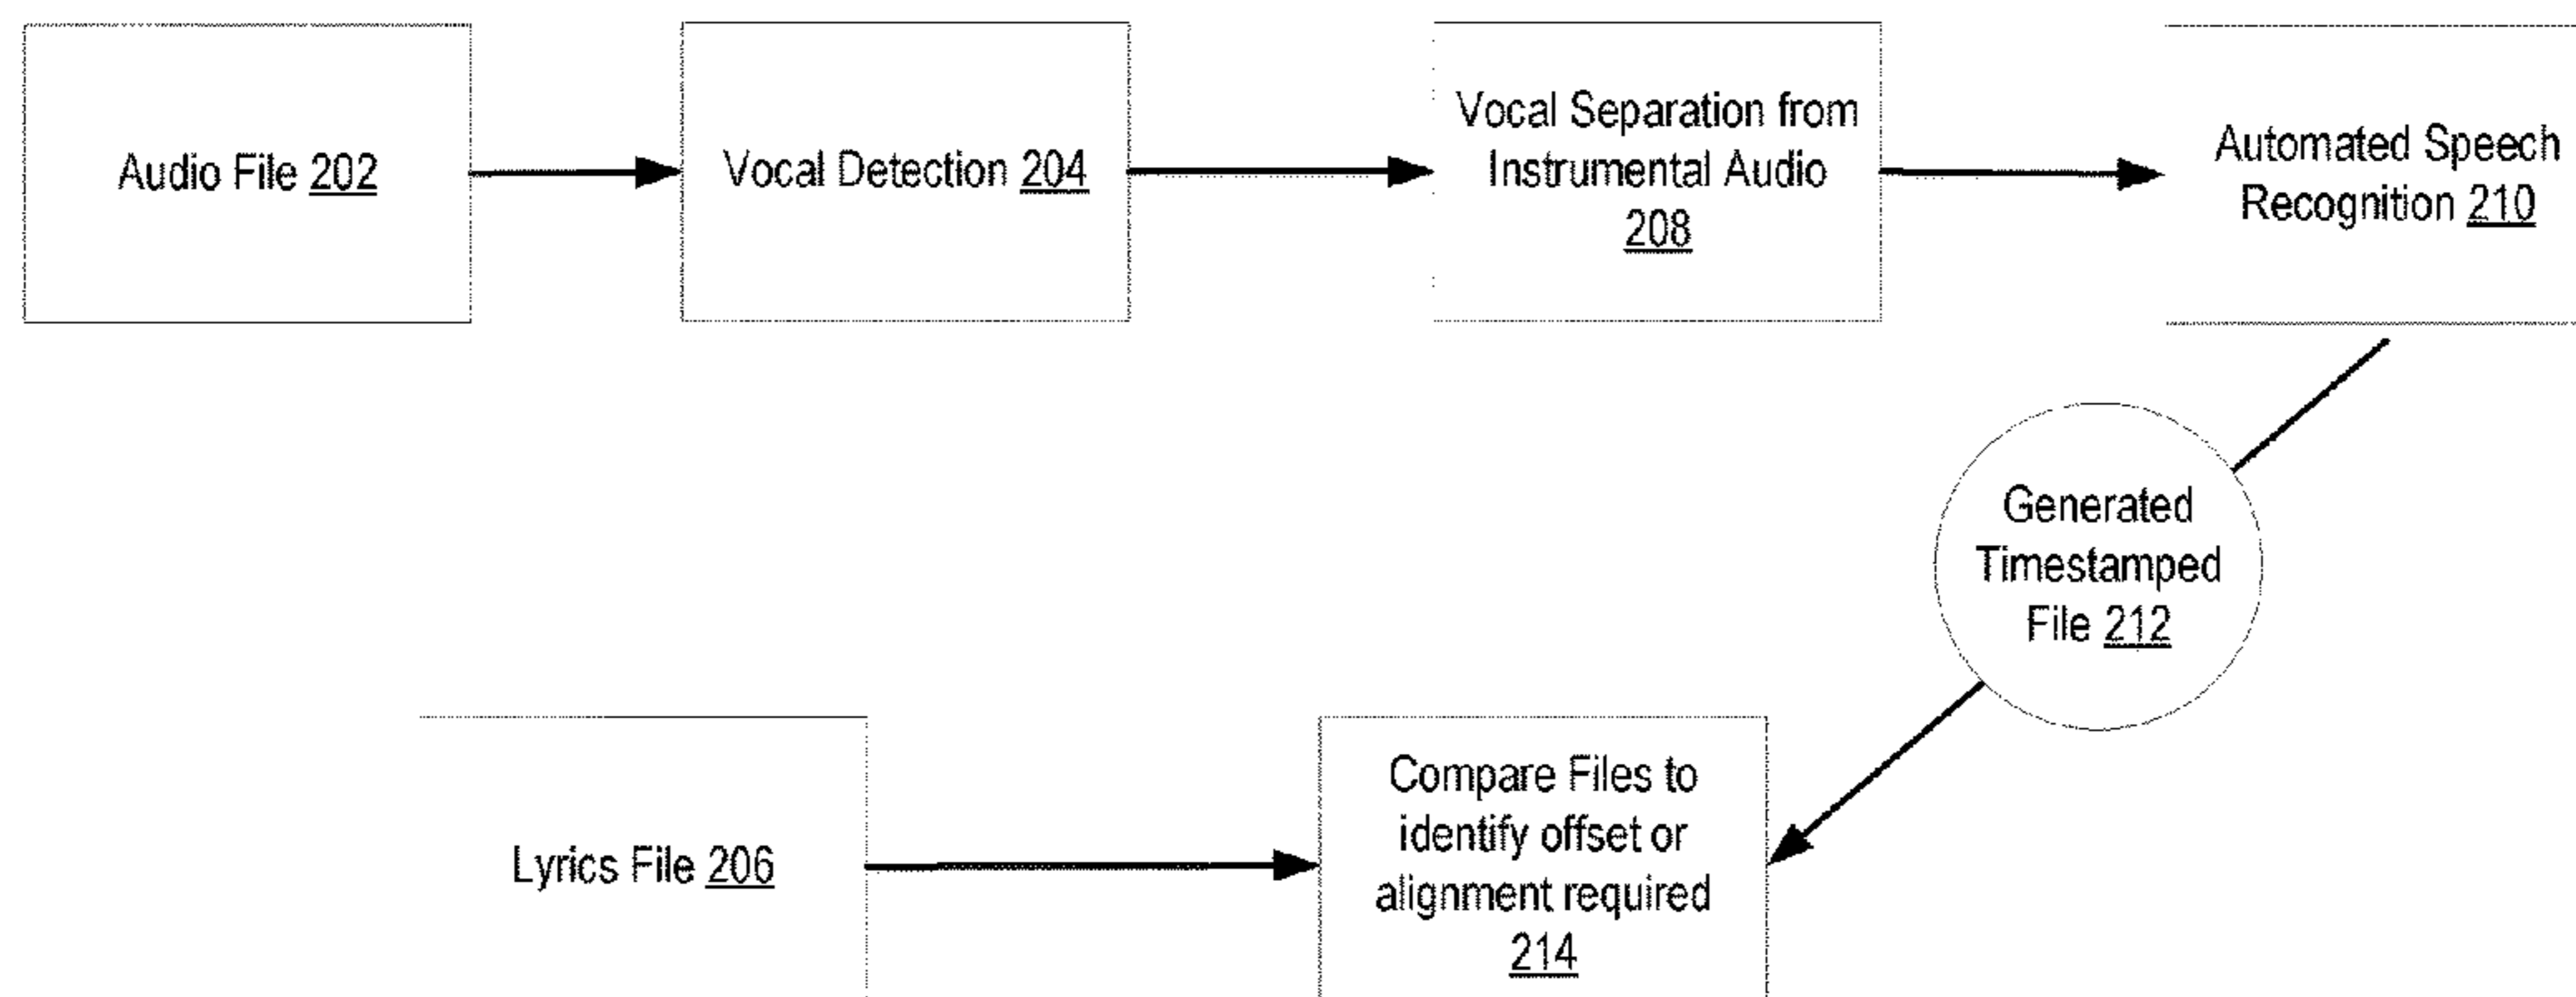 Audio File 202
Vocal Detection 204
Vocal Separation from
Instrumental Audio
208
Automated Speech
Recognition 210
Generated
Timestamped
File 212
Lyrics File 206
Compare Files to
identify offset or
alignment required
214